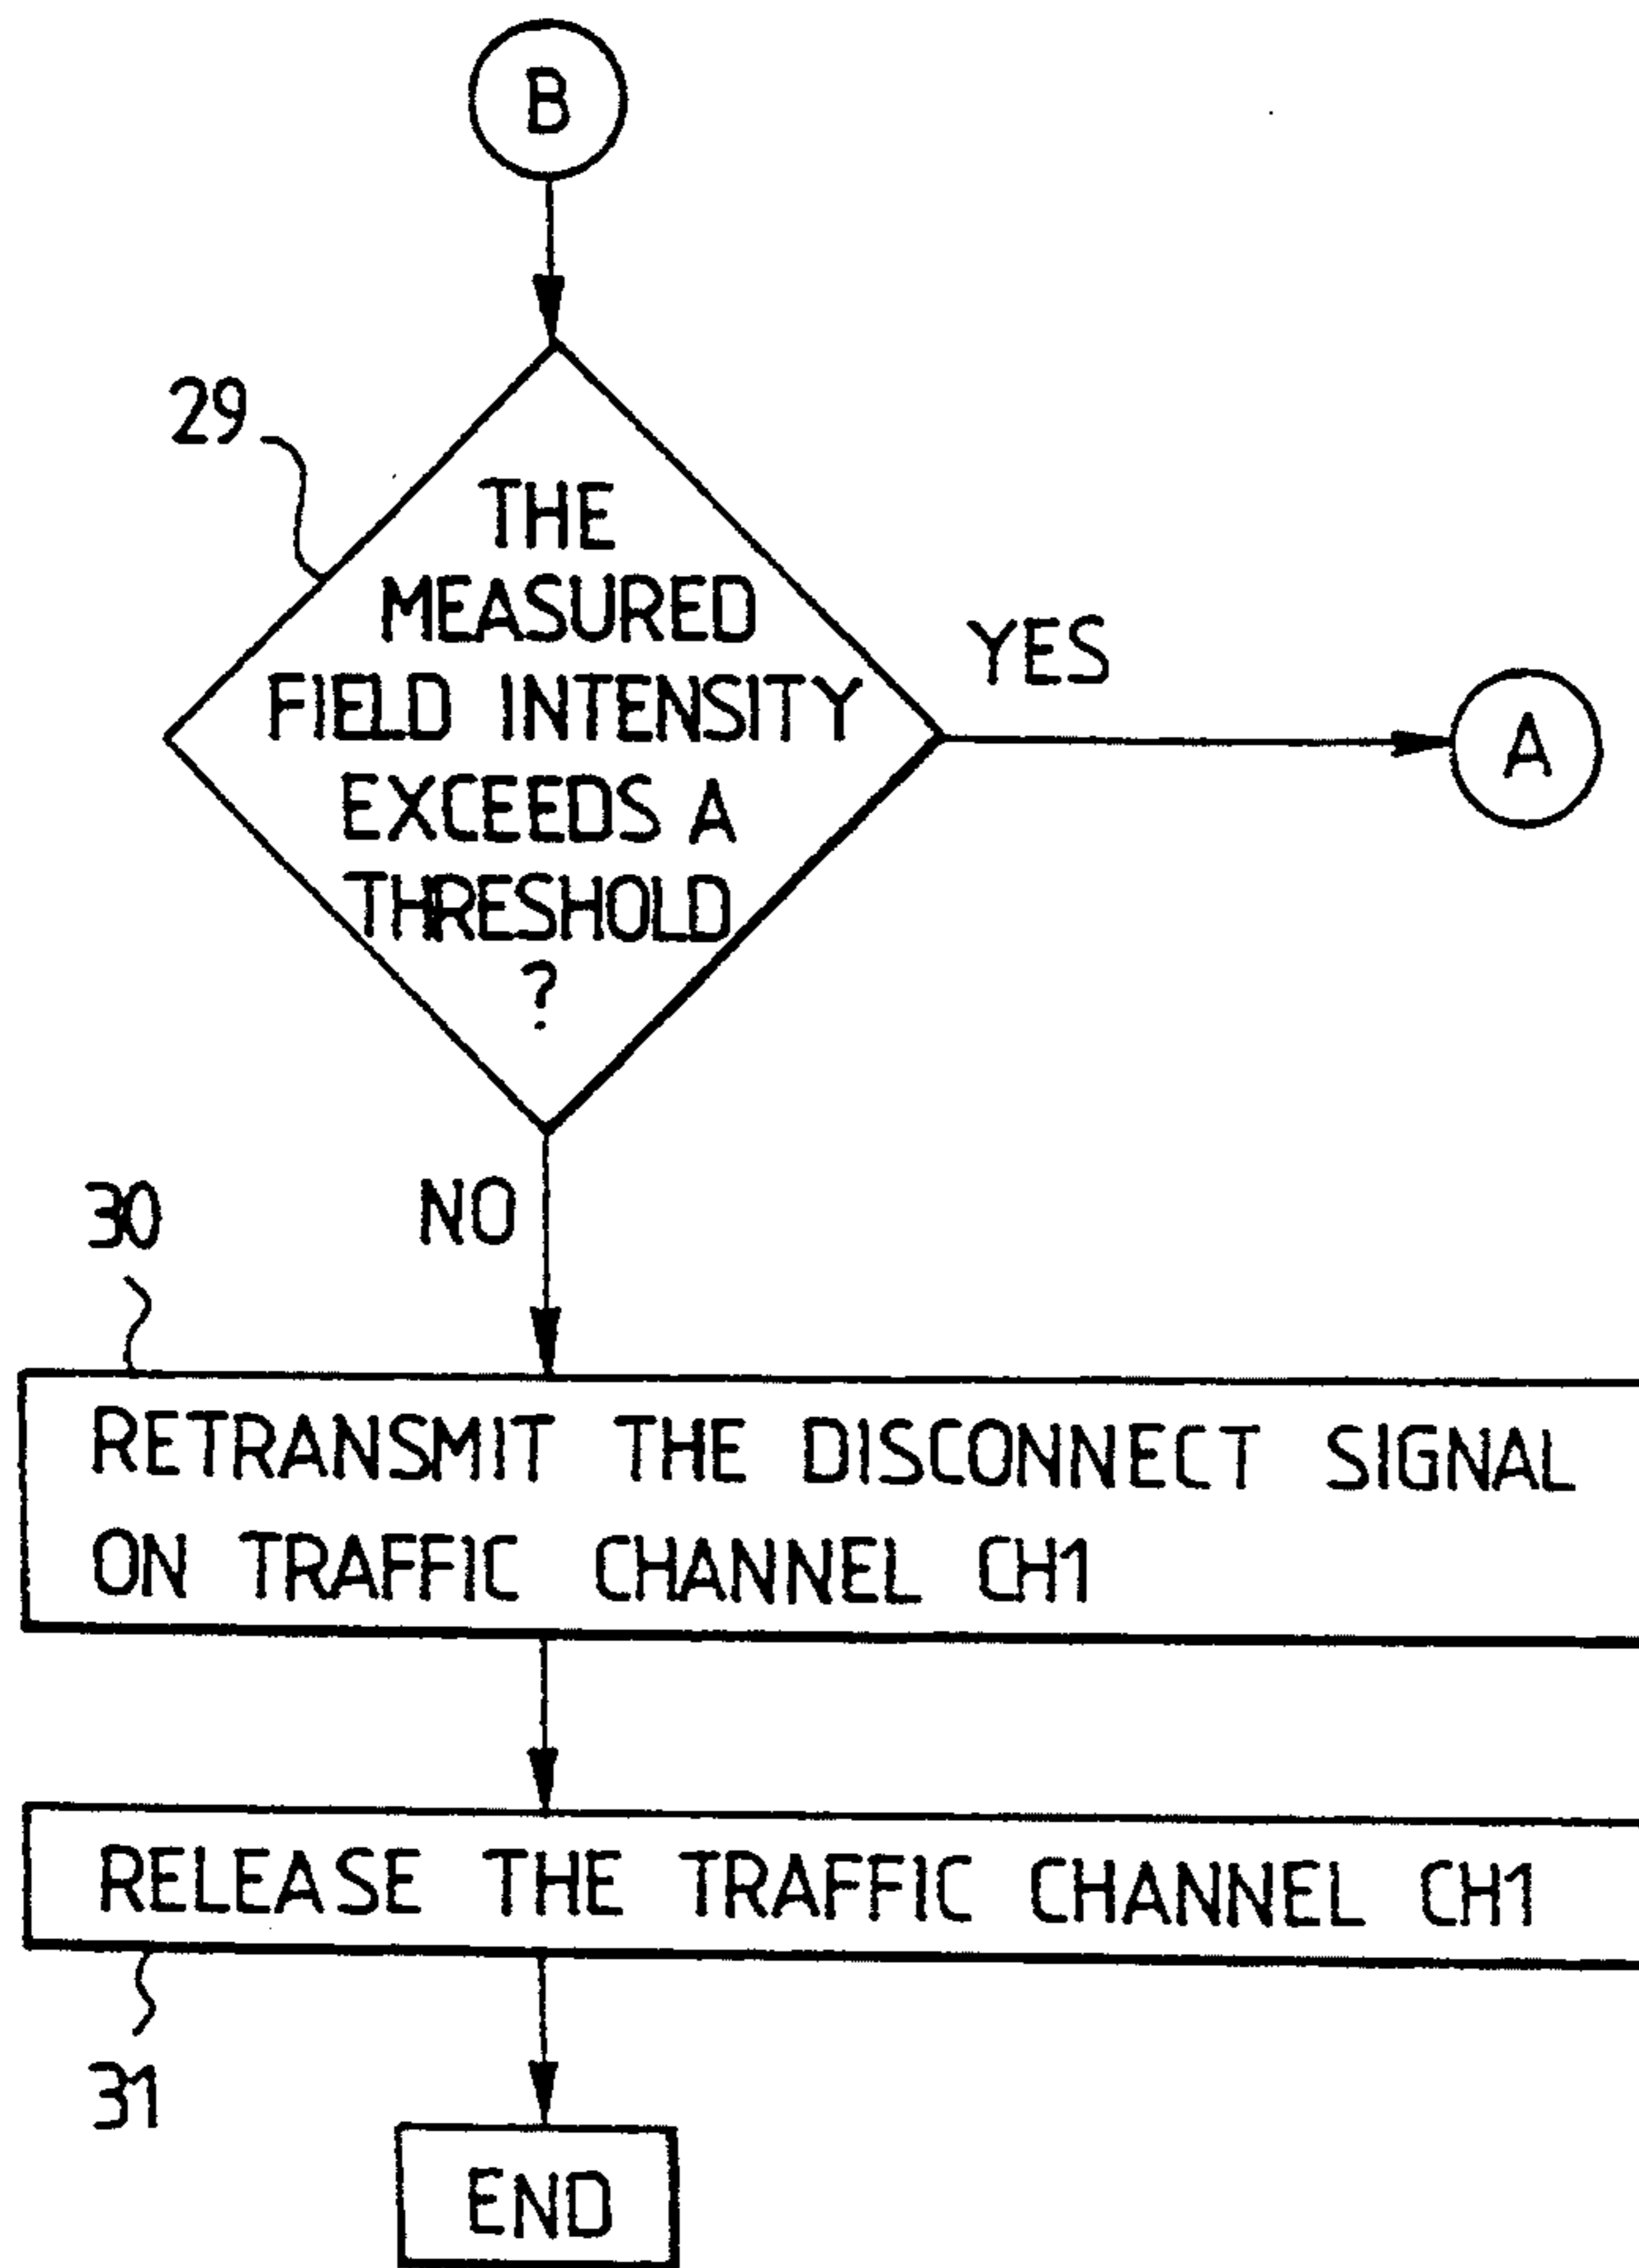 B
29
THE
MEASURED
FIELD INTENSITY
EXCEEDS A
THRESHOLD
?
YES
A
NO
30
RETRANSMIT THE DISCONNECT SIGNAL
ON TRAFFIC CHANNEL CH1
RELEASE THE TRAFFIC CHANNEL CH1
31
END